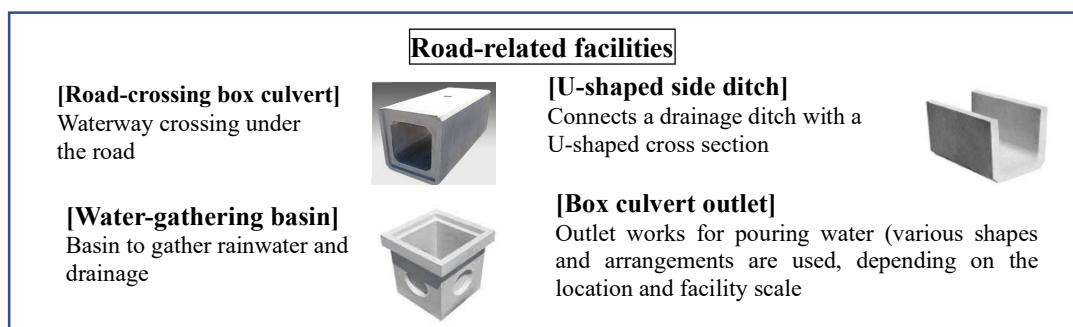 Road-related facilities
[Road-crossing box culvert]
Waterway crossing under
the road
[U-shaped side ditch]
Connects a drainage ditch with a
U-shaped cross section
[Water-gathering basin]
Basin to gather rainwater and
drainage
[Box culvert outlet]
Outlet works for pouring water (various shapes
and arrangements are used, depending on the
location and facility scale